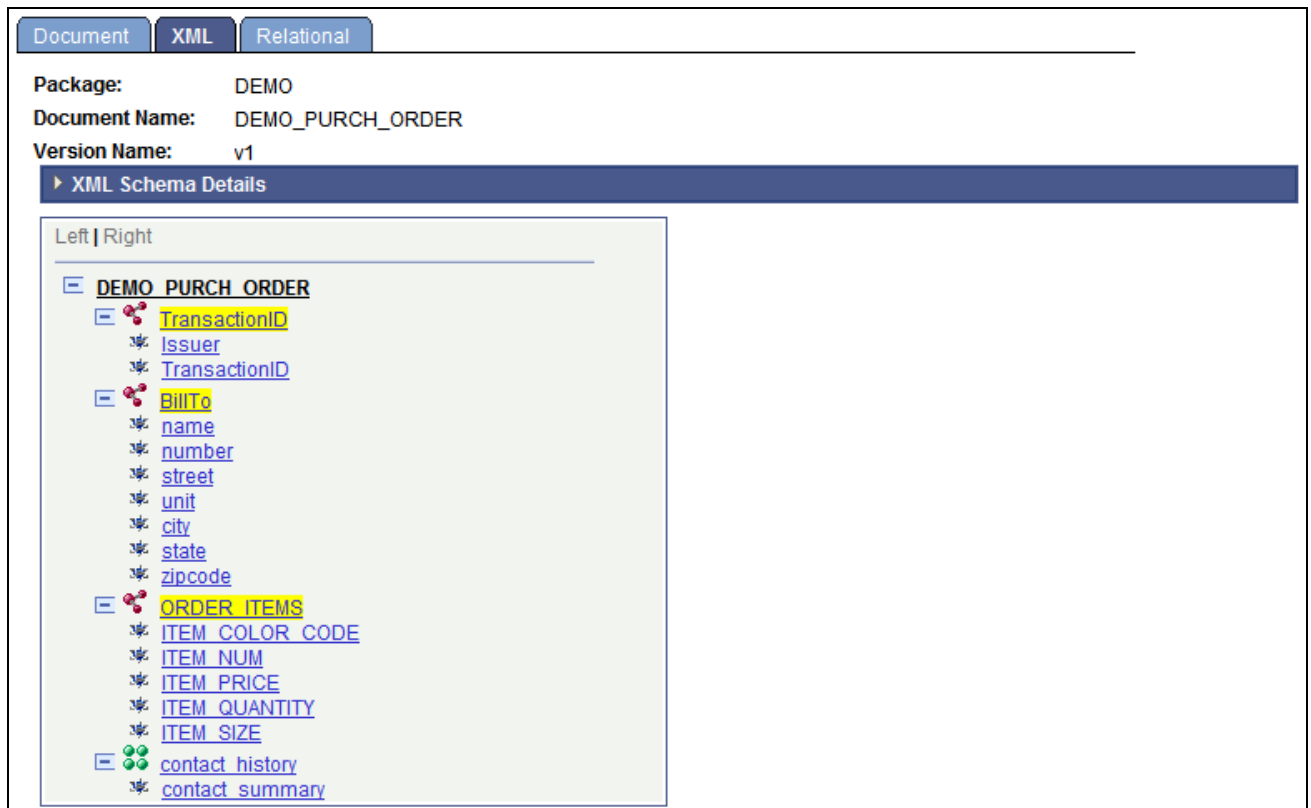 Document XML Relational
Package: DEMO
Document Name: DEMO_PURCH_ORDER
Version Name: v1
XML Schema Details
Left | Right
DEMO_PURCH_ORDER
TransactionID
Issuer
TransactionID
BillTo
name
number
street
unit
city
state
zipcode
ORDER_ITEMS
ITEM_COLOR_CODE
ITEM_NUM
ITEM_PRICE
ITEM_QUANTITY
ITEM_SIZE
contact_history
contact_summary